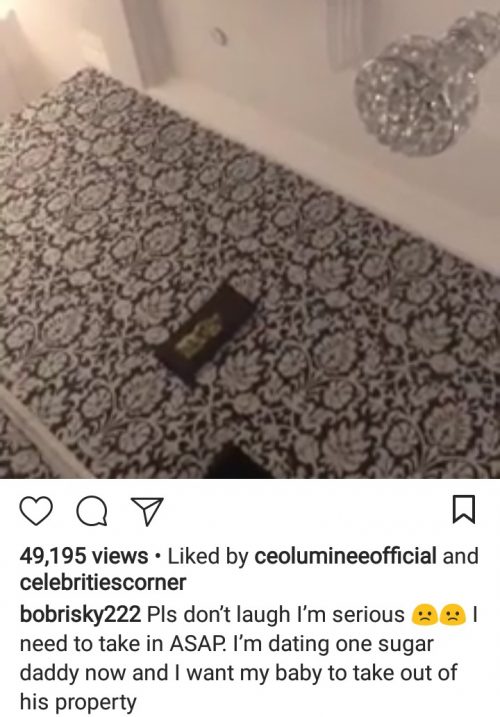 49,195 views • Liked by ceolumineeofficial and
celebritiescorner
bobrisky222 Pls don’t laugh I’m serious 🙁🙁 I
need to take in ASAP. I’m dating one sugar
daddy now and I want my baby to take out of
his property